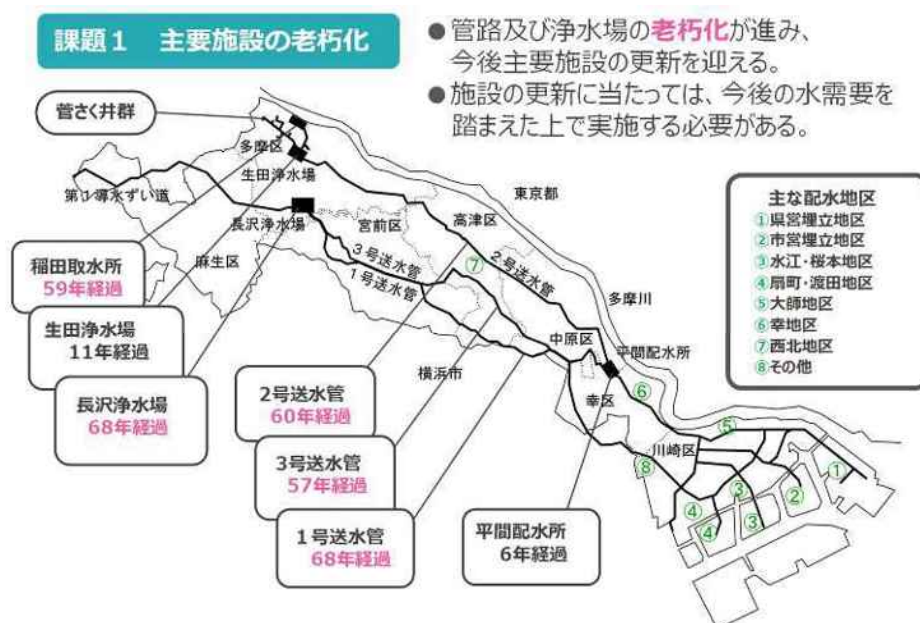 課題1 主要施設の老朽化
●管路及び浄水場の老朽化が進み、
今後主要施設の更新を迎える。
●施設の更新に当たっては、今後の水需要を
踏まえた上で実施する必要がある。
菅さく井群
多摩区
生田浄水場
第1導水ずい道
長沢浄水場
麻生区
宮前区
高津区
東京都
3号送水管
1号送水管
2号送水管
⑦
多摩川
中原区
平間配水所
横浜市
幸区
⑥
川崎区
⑤
⑧
①
②
③
④
③
④
稲田取水所
59年経過
生田浄水場
11年経過
長沢浄水場
68年経過
2号送水管
60年経過
3号送水管
57年経過
1号送水管
68年経過
平間配水所
6年経過
主な配水地区
①県営埋立地区
②市営埋立地区
③水江・桜本地区
④扇町・渡田地区
⑤大師地区
⑥幸地区
⑦西北地区
⑧その他